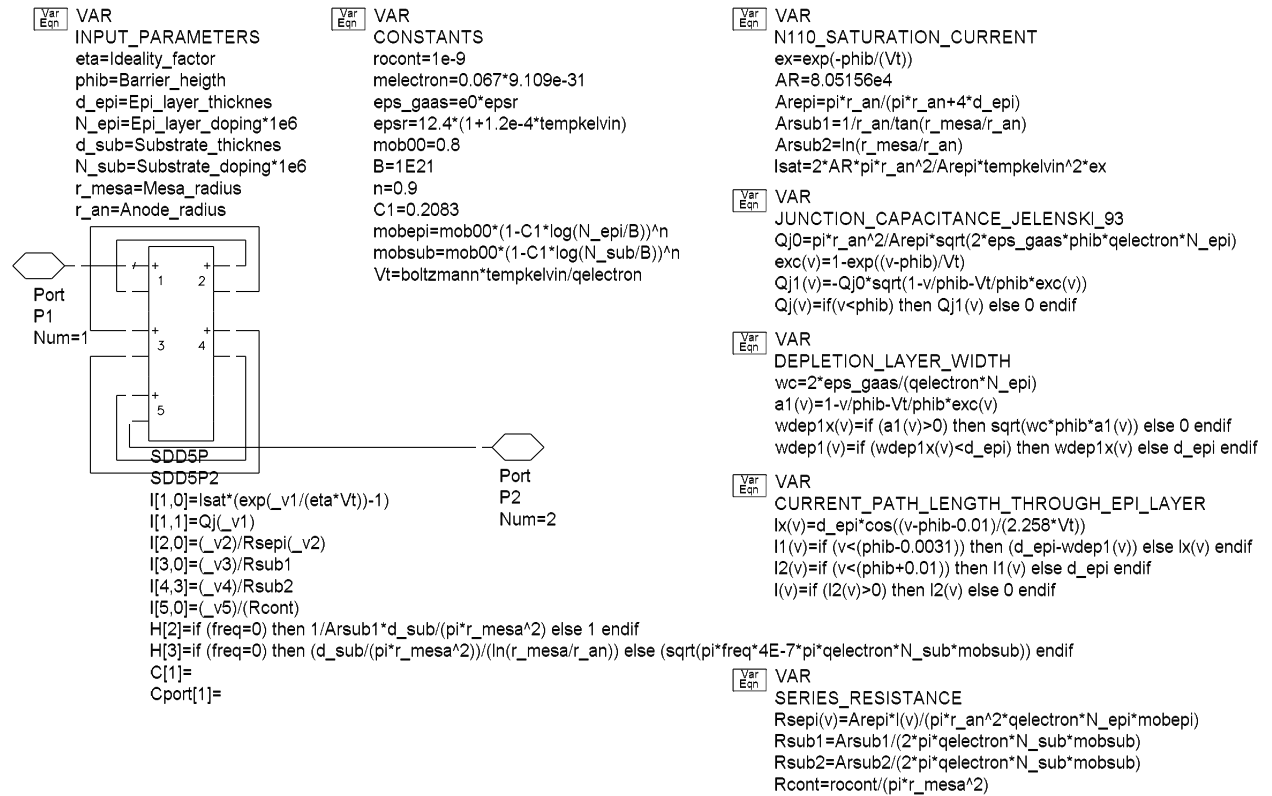 Var
Eqn
VAR
INPUT_PARAMETERS
eta=Ideality_factor
phib=Barrier_heigth
d_epi=Epi_layer_thicknes
N_epi=Epi_layer_doping*1e6
d_sub=Substrate_thicknes
N_sub=Substrate_doping*1e6
r_mesa=Mesa_radius
r_an=Anode_radius
Var
Eqn
VAR
CONSTANTS
rocont=1e-9
melectron=0.067*9.109e-31
eps_gaas=e0*epsr
epsr=12.4*(1+1.2e-4*tempkelvin)
mob00=0.8
B=1E21
n=0.9
C1=0.2083
mobepi=mob00*(1-C1*log(N_epi/B))^n
mobsub=mob00*(1-C1*log(N_sub/B))^n
Vt=boltzmann*tempkelvin/qelectron
Var
Eqn
VAR
N110_SATURATION_CURRENT
ex=exp(-phib/(Vt))
AR=8.05156e4
Arepi=pi*r_an/(pi*r_an+4*d_epi)
Arsub1=1/r_an/tan(r_mesa/r_an)
Arsub2=ln(r_mesa/r_an)
Isat=2*AR*pi*r_an^2/Arepi*tempkelvin^2*ex
Var
Eqn
VAR
JUNCTION_CAPACITANCE_JELENSKI_93
Qj0=pi*r_an^2/Arepi*sqrt(2*eps_gaas*phib*qelectron*N_epi)
exc(v)=1-exp((v-phib)/Vt)
Qj1(v)=-Qj0*sqrt(1-v/phib-Vt/phib*exc(v))
Qj(v)=if(v<phib) then Qj1(v) else 0 endif
Var
Eqn
VAR
DEPLETION_LAYER_WIDTH
wc=2*eps_gaas/(qelectron*N_epi)
a1(v)=1-v/phib-Vt/phib*exc(v)
wdep1x(v)=if (a1(v)>0) then sqrt(wc*phib*a1(v)) else 0 endif
wdep1(v)=if (wdep1x(v)<d_epi) then wdep1x(v) else d_epi endif
Var
Eqn
VAR
CURRENT_PATH_LENGTH_THROUGH_EPI_LAYER
lx(v)=d_epi*cos((v-phib-0.01)/(2.258*Vt))
l1(v)=if (v<(phib-0.0031)) then (d_epi-wdep1(v)) else lx(v) endif
l2(v)=if (v<(phib+0.01)) then l1(v) else d_epi endif
l(v)=if (l2(v)>0) then l2(v) else 0 endif
Var
Eqn
VAR
SERIES_RESISTANCE
Rsepi(v)=Arepi*l(v)/(pi*r_an^2*qelectron*N_epi*mobepi)
Rsub1=Arsub1/(2*pi*qelectron*N_sub*mobsub)
Rsub2=Arsub2/(2*pi*qelectron*N_sub*mobsub)
Rcont=rocont/(pi*r_mesa^2)
Port
P1
Num=1
+ +
1 2
+ +
3 4
+
5
Port
P2
Num=2
SDD5P
SDD5P2
I[1,0]=Isat*(exp(_v1/(eta*Vt))-1)
I[1,1]=Qj(_v1)
I[2,0]=(_v2)/Rsepi(_v2)
I[3,0]=(_v3)/Rsub1
I[4,3]=(_v4)/Rsub2
I[5,0]=(_v5)/(Rcont)
H[2]=if (freq=0) then 1/Arsub1*d_sub/(pi*r_mesa^2) else 1 endif
H[3]=if (freq=0) then (d_sub/(pi*r_mesa^2))/(ln(r_mesa/r_an)) else (sqrt(pi*freq*4E-7*pi*qelectron*N_sub*mobsub)) endif
C[1]=
Cport[1]=